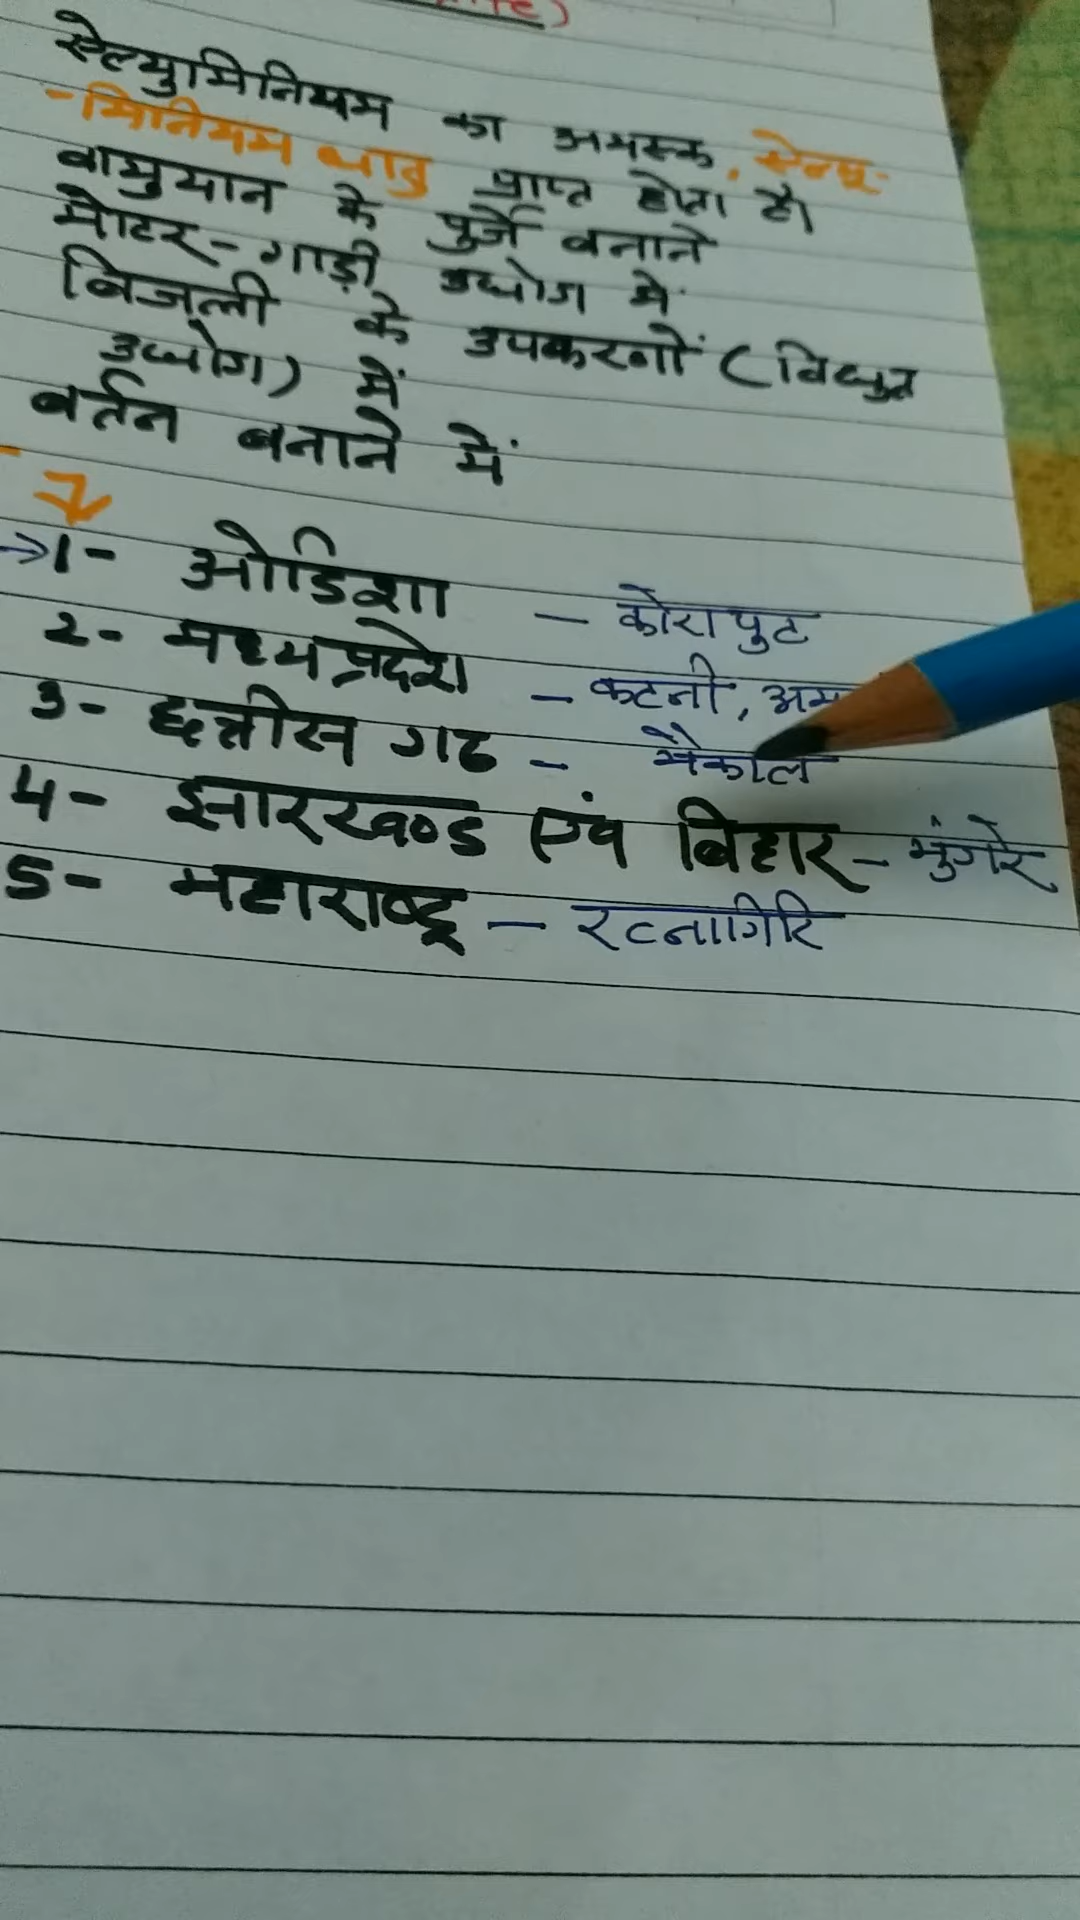 ऐल्युमिनियम का अयस्क, ऐल्यु-
-मिनियम धातु प्राप्त होता है।
वायुयान के पुर्जे बनाने
मोटर-गाड़ी उद्योग में
बिजली के उपकरणों (विद्युत
उद्योग) में
बर्तन बनाने में
→1- ओडिशा - कोरापुट
2- मध्यप्रदेश - कटनी, अम
3- छत्तीसगढ - मैकाल
4- झारखण्ड एवं बिहार - मुंगेर
5- महाराष्ट्र - रत्नागिरि